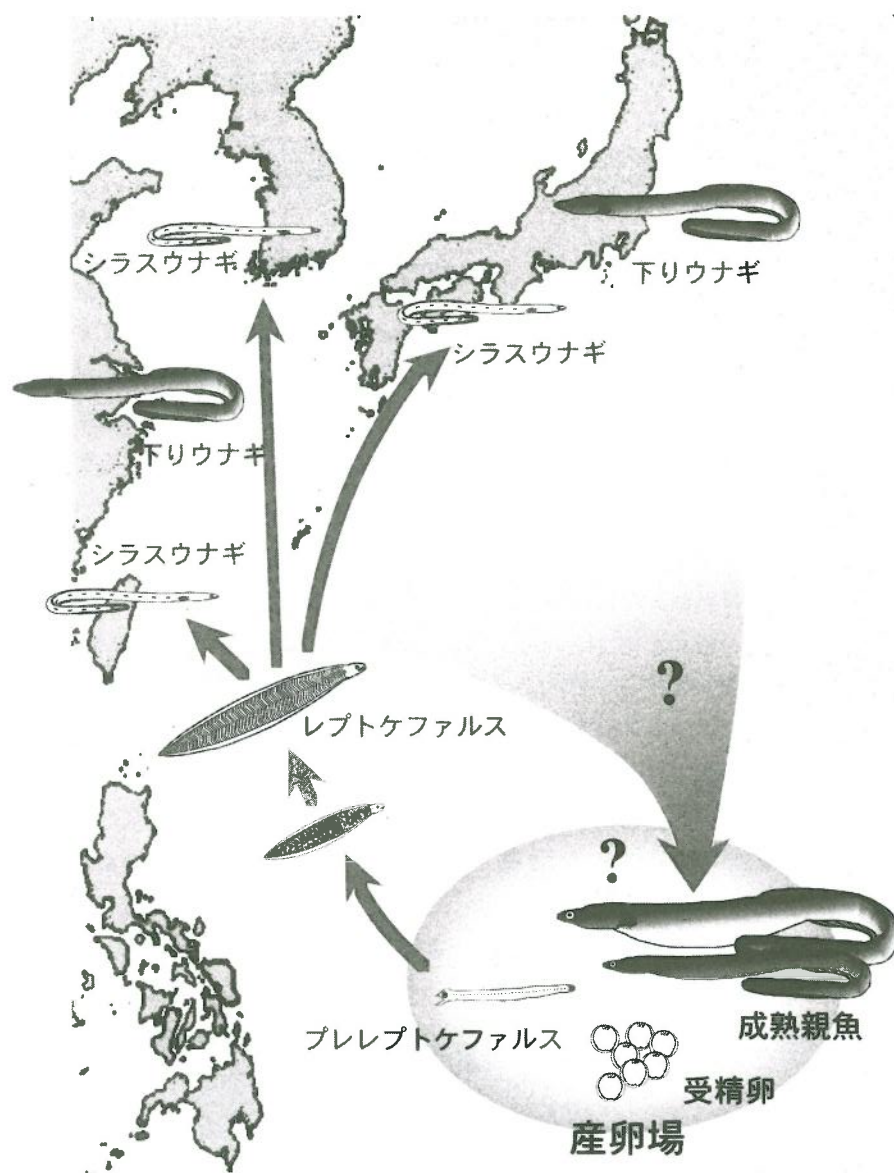 シラスウナギ
下りウナギ
シラスウナギ
下りウナギ
シラスウナギ
?
レプトケファルス
?
プレレプトケファルス
成熟親魚
受精卵
産卵場